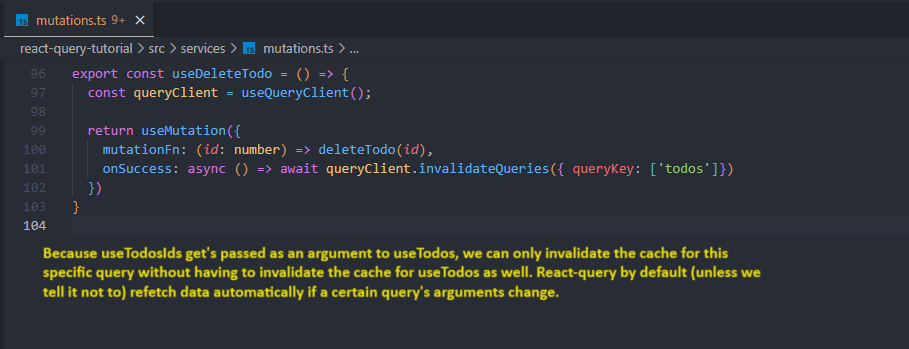 TS mutations.ts 9+ ×
react-query-tutorial > src > services > TS mutations.ts > ...
96 export const useDeleteTodo = () => {
97 const queryClient = useQueryClient();
98
99 return useMutation({
100 mutationFn: (id: number) => deleteTodo(id),
101 onSuccess: async () => await queryClient.invalidateQueries({ queryKey: ['todos']})
102 })
103 }
104
Because useTodosIds get's passed as an argument to useTodos, we can only invalidate the cache for this
specific query without having to invalidate the cache for useTodos as well. React-query by default (unless we
tell it not to) refetch data automatically if a certain query's arguments change.